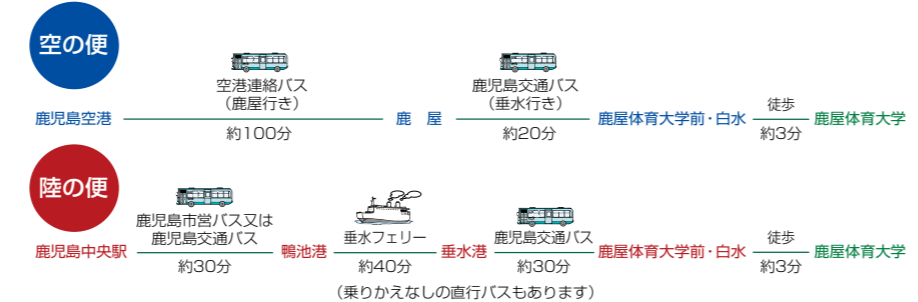 空の便
空港連絡バス
（鹿屋行き）
鹿児島交通バス
（垂水行き）
鹿児島空港
約100分
鹿 屋
約20分
鹿屋体育大学前・白水
徒歩
約3分
鹿屋体育大学
陸の便
鹿児島市営バス又は
鹿児島交通バス
垂水フェリー
鹿児島交通バス
鹿児島中央駅
約30分
鴨池港
約40分
垂水港
約30分
鹿屋体育大学前・白水
徒歩
約3分
鹿屋体育大学
（乗りかえなしの直行バスもあります）